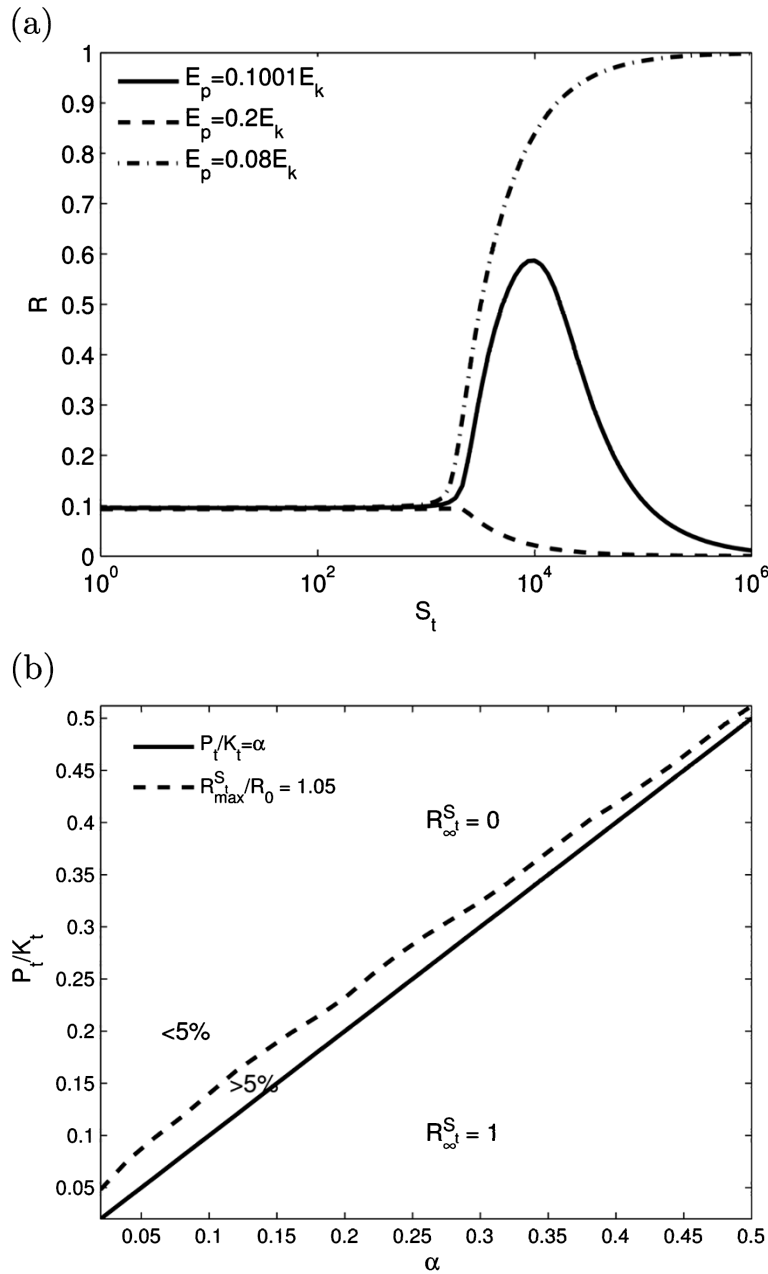 (a)
1
0.9
0.8
0.7
0.6
0.5
0.4
0.3
0.2
0.1
0
R
E_p=0.1001E_k
E_p=0.2E_k
E_p=0.08E_k
10^0 10^2 10^4 10^6
S_t
(b)
0.5
0.45
0.4
0.35
0.3
0.25
0.2
0.15
0.1
0.05
P_t/K_t
P_t/K_t=α
R_max^{S_t}/R_0 = 1.05
R_∞^{S_t} = 0
<5%
>5%
R_∞^{S_t} = 1
0.05 0.1 0.15 0.2 0.25 0.3 0.35 0.4 0.45 0.5
α